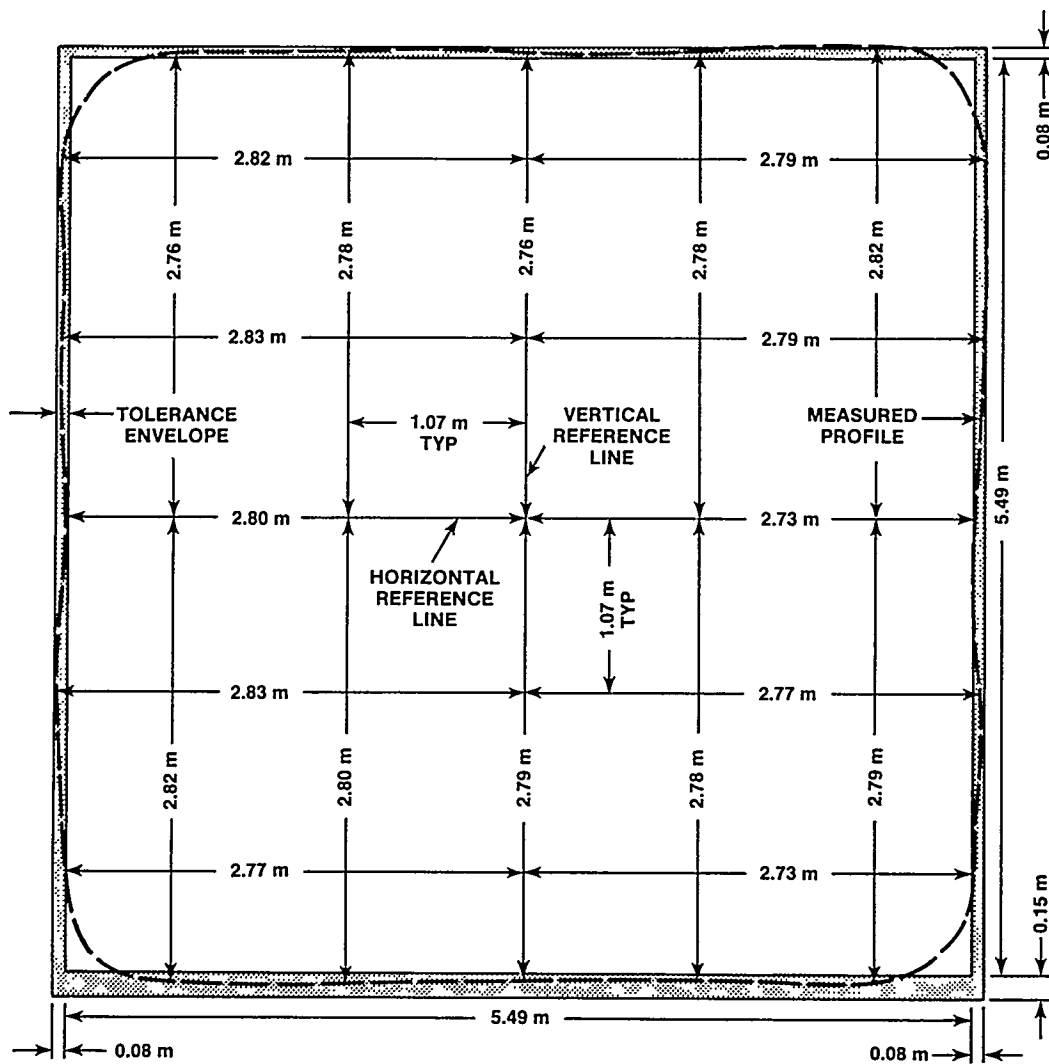 0.08 m
2.82 m
2.79 m
2.76 m
2.78 m
2.76 m
2.78 m
2.82 m
2.83 m
2.79 m
TOLERANCE
ENVELOPE
1.07 m
TYP
VERTICAL
REFERENCE
LINE
MEASURED
PROFILE
5.49 m
2.80 m
2.73 m
HORIZONTAL
REFERENCE
LINE
1.07 m
TYP
2.83 m
2.77 m
2.82 m
2.80 m
2.79 m
2.78 m
2.79 m
2.77 m
2.73 m
0.15 m
5.49 m
0.08 m
0.08 m